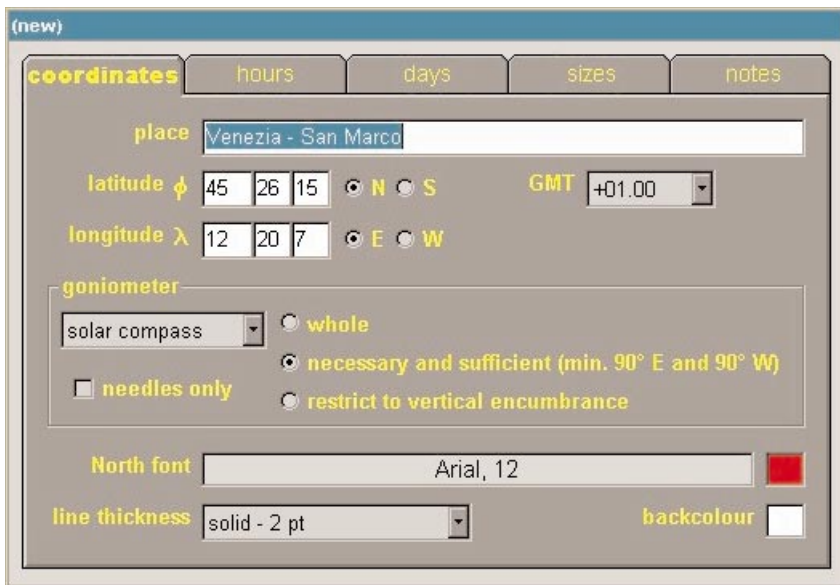 (new)
coordinates hours days sizes notes
place Venezia - San Marco
latitude ϕ 45 26 15 N S GMT +01.00
longitude λ 12 20 7 E W
goniometer
solar compass whole
necessary and sufficient (min. 90° E and 90° W)
needles only
restrict to vertical encumbrance
North font Arial, 12
line thickness solid - 2 pt backcolour